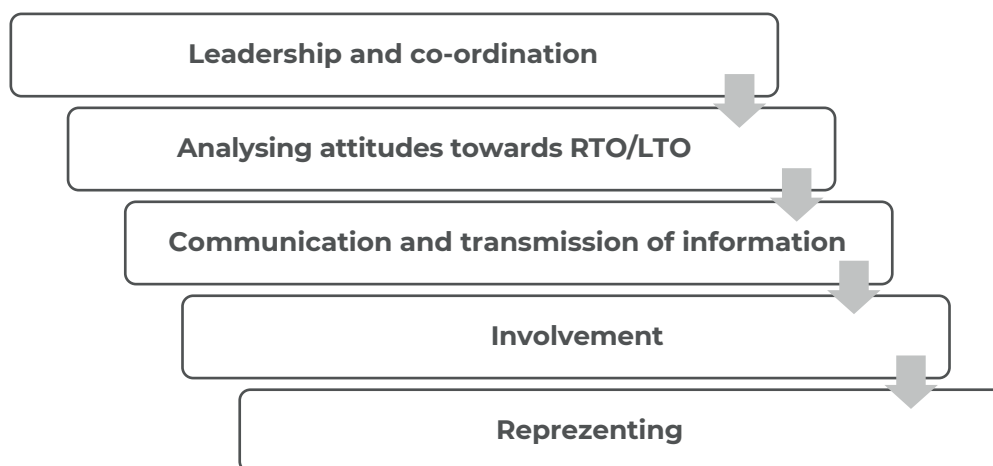 Leadership and co-ordination
Analysing attitudes towards RTO/LTO
Communication and transmission of information
Involvement
Reprezenting